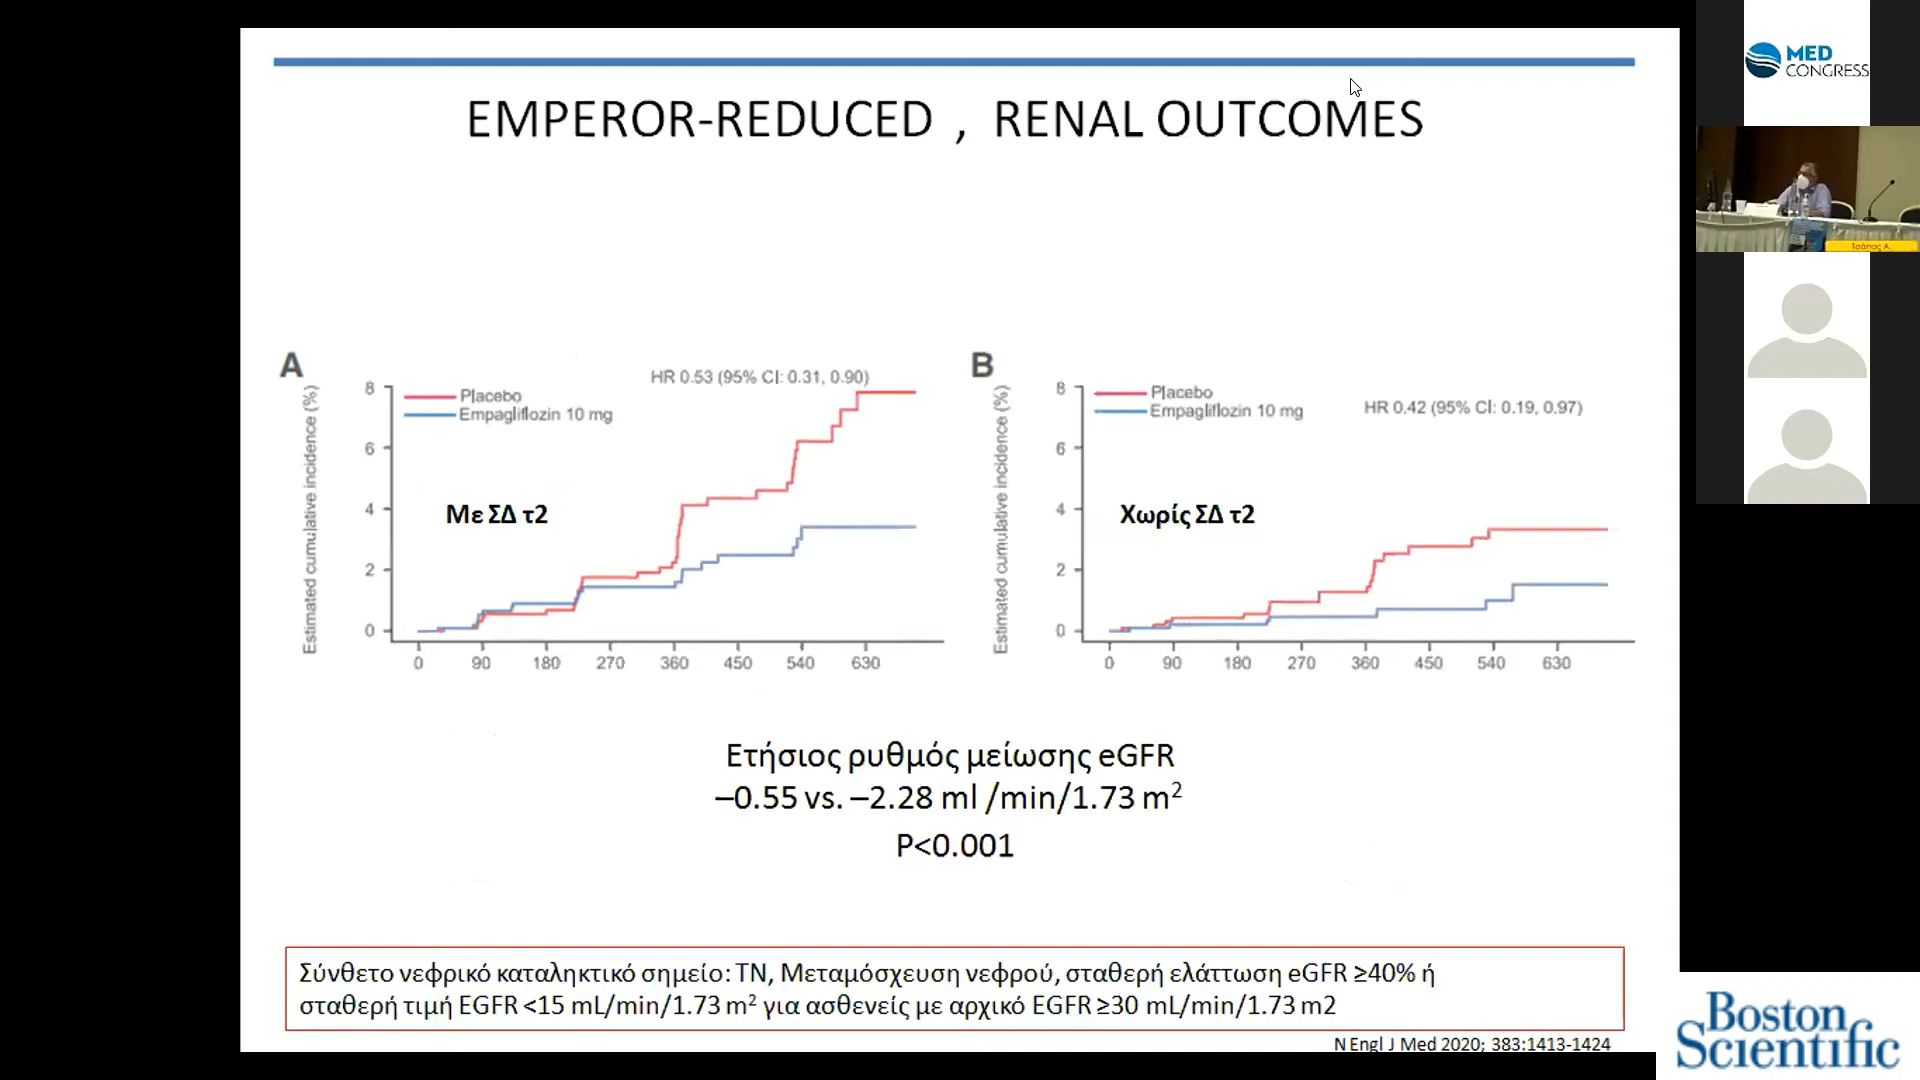 EMPEROR-REDUCED , RENAL OUTCOMES
A
HR 0.53 (95% CI: 0.31, 0.90)
Placebo
Empagliflozin 10 mg
Estimated cumulative incidence (%)
8
6
4
2
0
Με ΣΔ τ2
0 90 180 270 360 450 540 630
B
HR 0.42 (95% CI: 0.19, 0.97)
Placebo
Empagliflozin 10 mg
Estimated cumulative incidence (%)
8
6
4
2
0
Χωρίς ΣΔ τ2
0 90 180 270 360 450 540 630
Ετήσιος ρυθμός μείωσης eGFR
–0.55 vs. –2.28 ml /min/1.73 m²
P<0.001
Σύνθετο νεφρικό καταληκτικό σημείο: ΤΝ, Μεταμόσχευση νεφρού, σταθερή ελάττωση eGFR ≥40% ή
σταθερή τιμή EGFR <15 mL/min/1.73 m² για ασθενείς με αρχικό EGFR ≥30 mL/min/1.73 m2
N Engl J Med 2020; 383:1413-1424
MED
CONGRESS
Τσάπας Α.
Boston
Scientific